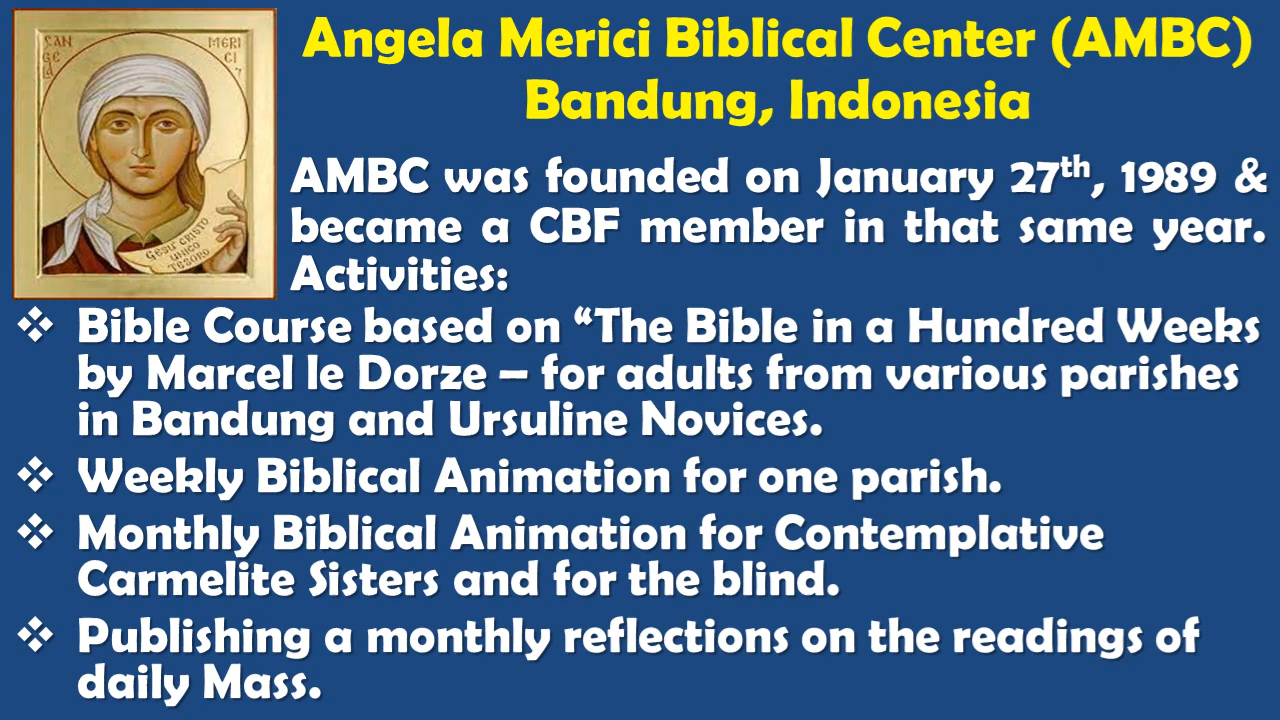 Angela Merici Biblical Center (AMBC)
Bandung, Indonesia
SAN
GE
LA
MERI
CI
GESU' CRISTO
UNICO
TESORO
AMBC was founded on January 27th, 1989 &
became a CBF member in that same year.
Activities:
❖ Bible Course based on “The Bible in a Hundred Weeks
by Marcel le Dorze – for adults from various parishes
in Bandung and Ursuline Novices.
❖ Weekly Biblical Animation for one parish.
❖ Monthly Biblical Animation for Contemplative
Carmelite Sisters and for the blind.
❖ Publishing a monthly reflections on the readings of
daily Mass.